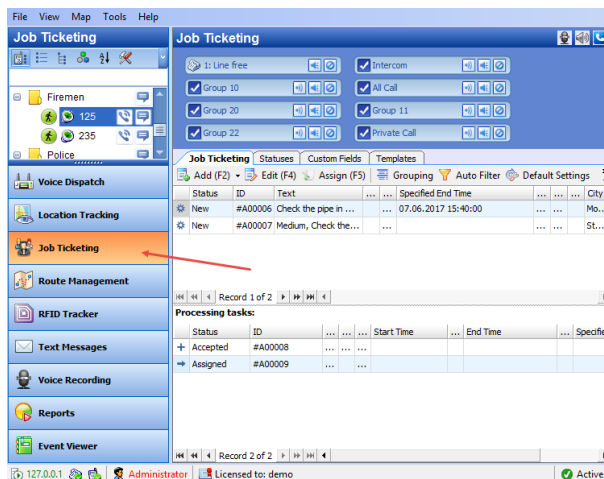 File View Map Tools Help
Job Ticketing
Firemen
125
235
Police
Voice Dispatch
Location Tracking
Job Ticketing
Route Management
RFID Tracker
Text Messages
Voice Recording
Reports
Event Viewer
Job Ticketing
1: Line free Intercom
Group 10 All Call
Group 20 Group 11
Group 22 Private Call
Job Ticketing Statuses Custom Fields Templates
Add (F2) Edit (F4) Assign (F5) Grouping Auto Filter Default Settings
Status ID Text ... ... Specified End Time ... ... ... City
New #A00006 Check the pipe in ... ... 07.06.2017 15:40:00 ... ... Mo...
New #A00007 Medium, Check the... ... ... ... St...
Record 1 of 2
Processing tasks:
Status ID ... ... ... Start Time ... End Time ... Specifie
Accepted #A00008 ... ... ...
Assigned #A00009 ... ...
Record 2 of 2
127.0.0.1 Administrator Licensed to: demo Active